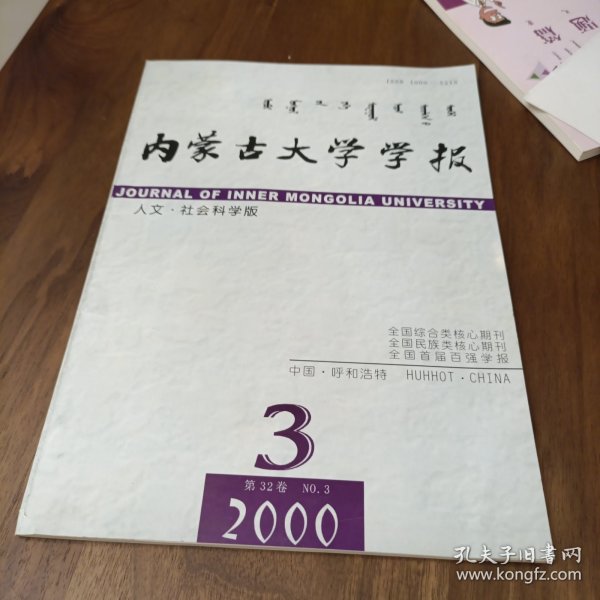 内蒙古大学学报
JOURNAL OF INNER MONGOLIA UNIVERSITY
人文·社会科学版
全国综合类核心期刊
全国民族类核心期刊
全国首届百强学报
中国·呼和浩特 HUHHOT·CHINA
3
第32卷 NO.3
2000
孔夫子旧书网
www.kongfz.com